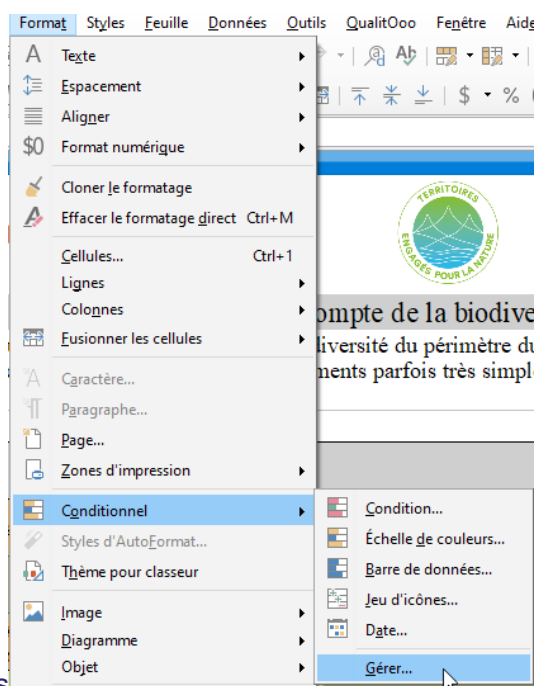 Format Styles Feuille Données Outils QualitOoo Fenêtre Aide
Texte
Espacement
Aligner
$0 Format numérique
$ %
Cloner le formatage
Effacer le formatage direct Ctrl+M
TERRITOIRES
ENGAGÉS POUR LA NATURE
Cellules... Ctrl+1
Lignes
Colonnes
ompte de la biodive
Fusionner les cellules
iversité du périmètre du
Caractère...
ments parfois très simpl
Paragraphe...
Page...
Zones d'impression
Conditionnel
Condition...
Styles d'AutoFormat...
Échelle de couleurs...
Thème pour classeur
Barre de données...
Jeu d'icônes...
Image
Date...
Diagramme
Objet
Gérer...